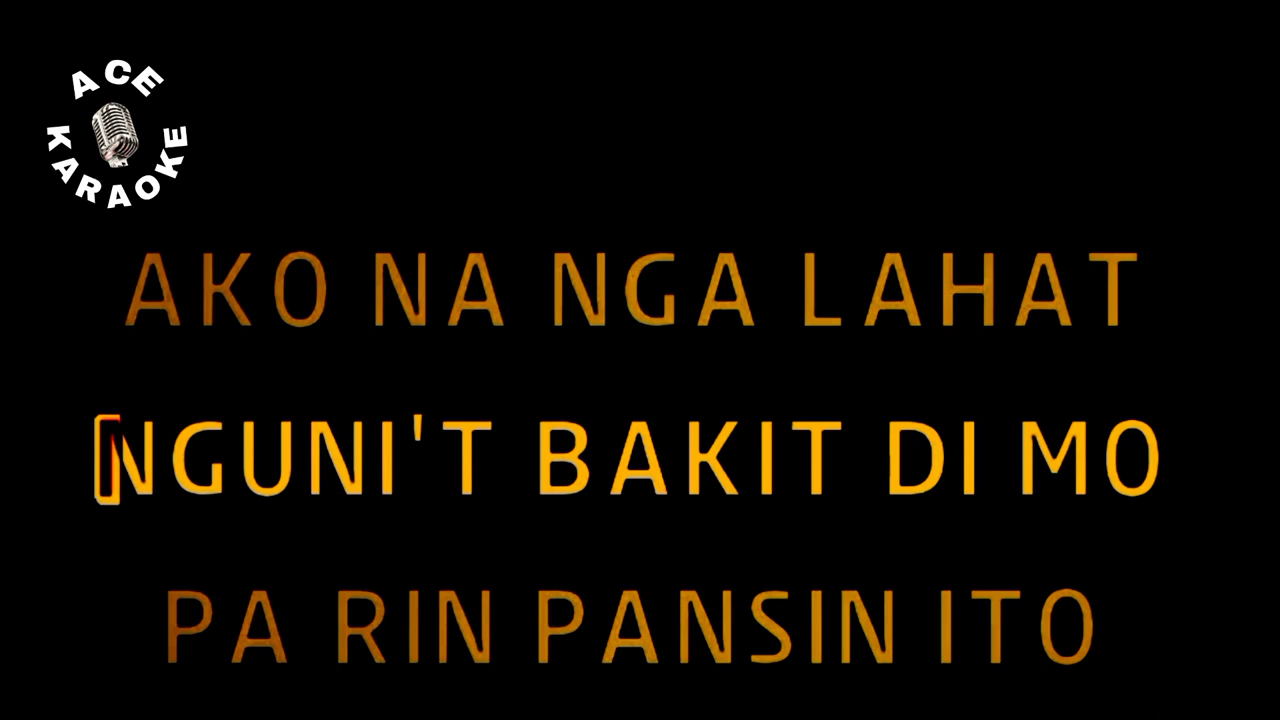 ACE
KARAOKE
AKO NA NGA LAHAT
NGUNI'T BAKIT DI MO
PA RIN PANSIN ITO